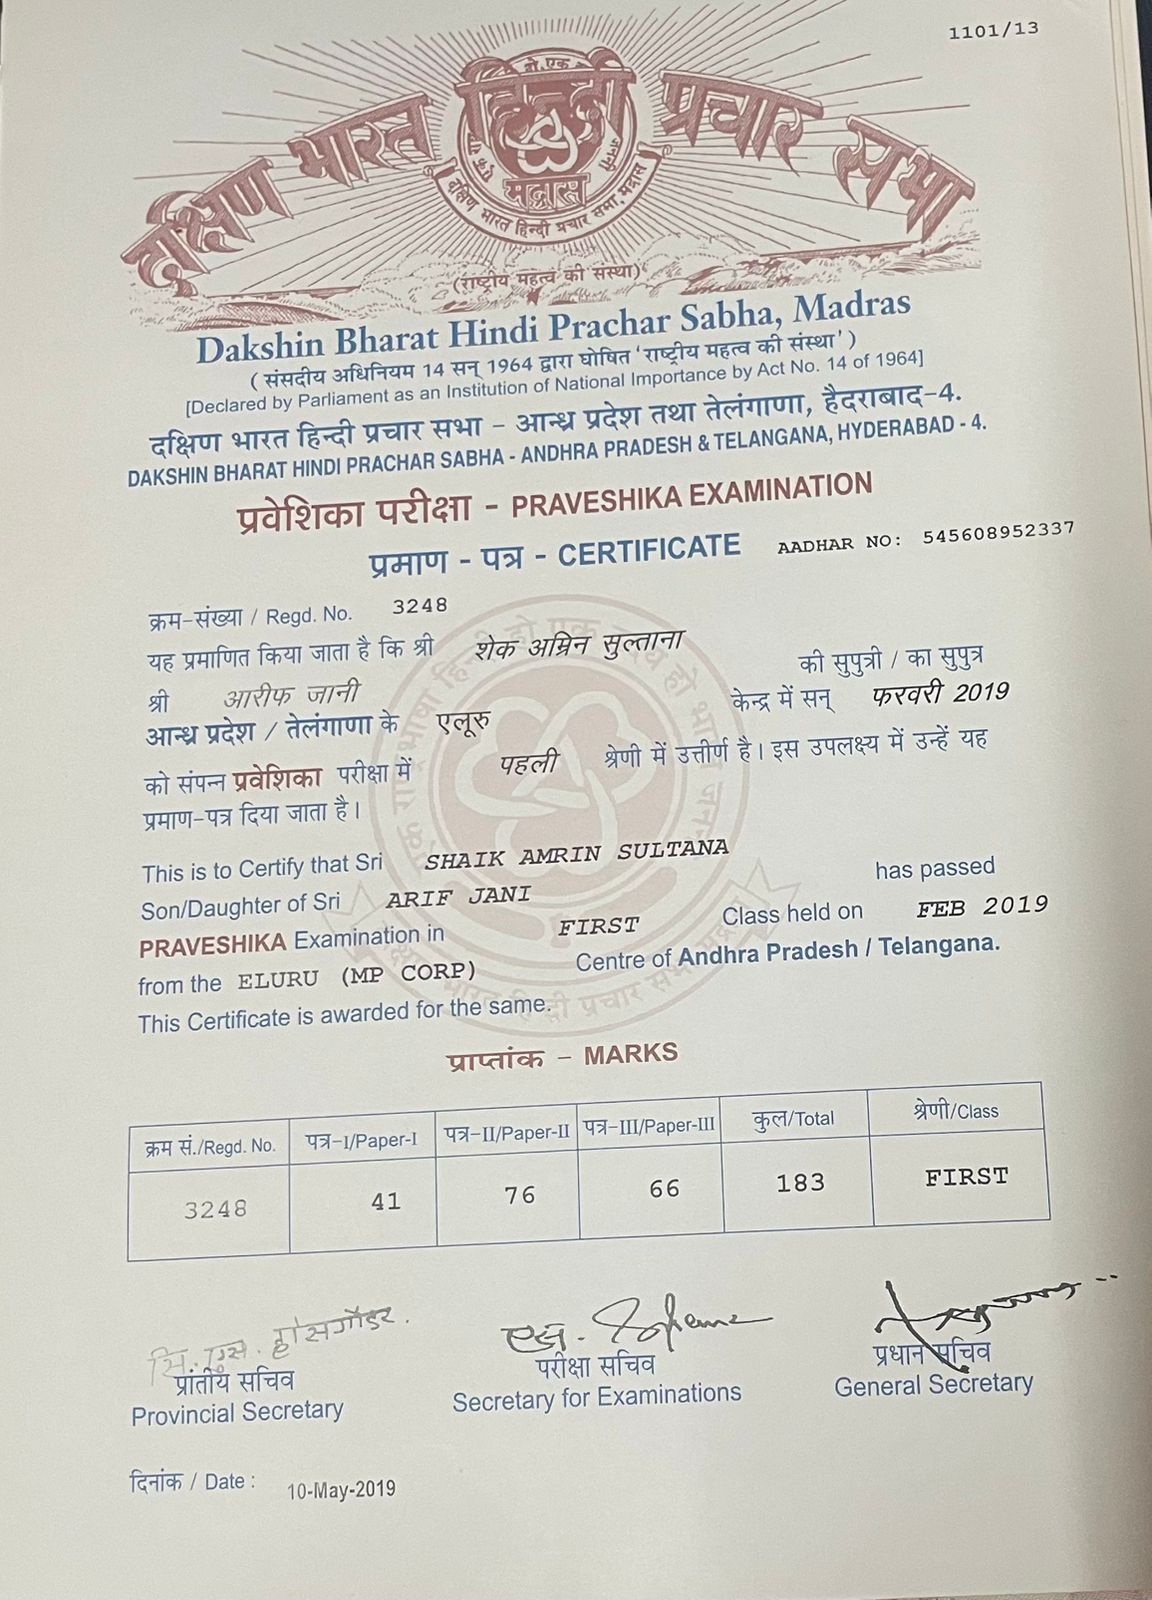 1101/13
दक्षिण भारत हिन्दी प्रचार सभा
मद्रास
दक्षिण भारत हिन्दी प्रचार सभा, मद्रास
(राष्ट्रीय महत्व की संस्था)
Dakshin Bharat Hindi Prachar Sabha, Madras
( संसदीय अधिनियम 14 सन् 1964 द्वारा घोषित 'राष्ट्रीय महत्व की संस्था' )
[Declared by Parliament as an Institution of National Importance by Act No. 14 of 1964]
दक्षिण भारत हिन्दी प्रचार सभा - आन्ध्र प्रदेश तथा तेलंगाणा, हैदराबाद-4.
DAKSHIN BHARAT HINDI PRACHAR SABHA - ANDHRA PRADESH & TELANGANA, HYDERABAD - 4.
प्रवेशिका परीक्षा - PRAVESHIKA EXAMINATION
प्रमाण - पत्र - CERTIFICATE AADHAR NO: 545608952337
क्रम-संख्या / Regd. No. 3248
यह प्रमाणित किया जाता है कि श्री शेक अम्रिन सुल्ताना
की सुपुत्री / का सुपुत्र
श्री आरीफ जानी
केन्द्र में सन् फरवरी 2019
आन्ध्र प्रदेश / तेलंगाणा के एलूरु
को संपन्न प्रवेशिका परीक्षा में पहली श्रेणी में उत्तीर्ण है। इस उपलक्ष्य में उन्हें यह
प्रमाण-पत्र दिया जाता है।
This is to Certify that Sri SHAIK AMRIN SULTANA
Son/Daughter of Sri ARIF JANI has passed
PRAVESHIKA Examination in FIRST Class held on FEB 2019
from the ELURU (MP CORP) Centre of Andhra Pradesh / Telangana.
This Certificate is awarded for the same.
प्राप्तांक - MARKS
क्रम सं./Regd. No. पत्र-I/Paper-I पत्र-II/Paper-II पत्र-III/Paper-III कुल/Total श्रेणी/Class
3248 41 76 66 183 FIRST
प्रांतीय सचिव परीक्षा सचिव प्रधान सचिव
Provincial Secretary Secretary for Examinations General Secretary
दिनांक / Date : 10-May-2019